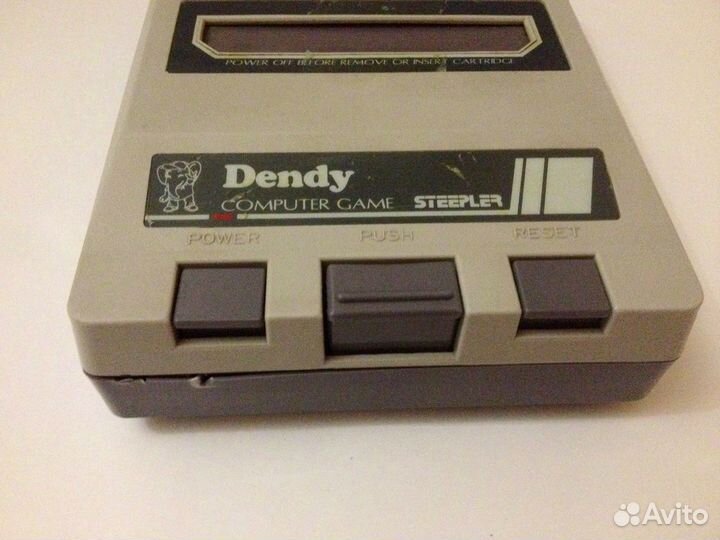 POWER OFF BEFORE REMOVE OR INSERT CARTRIDGE
Dendy
COMPUTER GAME STEEPLER
POWER PUSH RESET
Avito